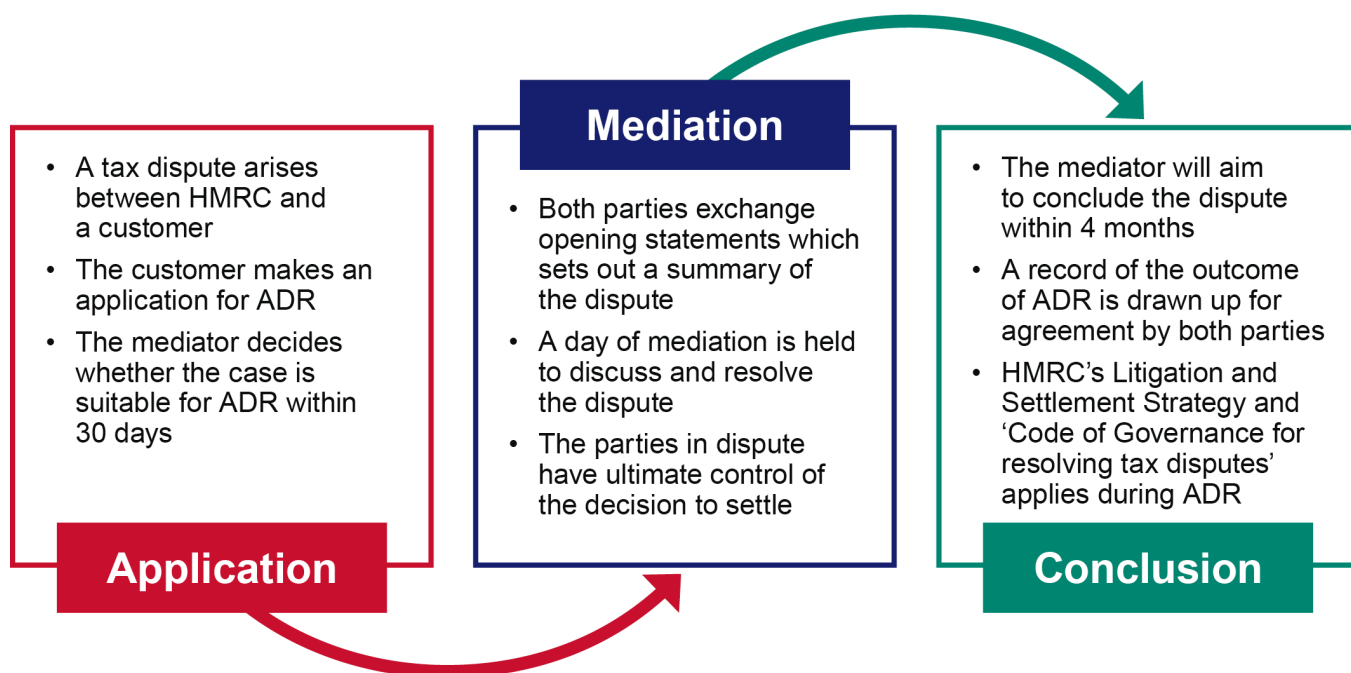 • A tax dispute arises
between HMRC and
a customer
• The customer makes an
application for ADR
• The mediator decides
whether the case is
suitable for ADR within
30 days
Application
Mediation
• Both parties exchange
opening statements which
sets out a summary of
the dispute
• A day of mediation is held
to discuss and resolve
the dispute
• The parties in dispute
have ultimate control of
the decision to settle
• The mediator will aim
to conclude the dispute
within 4 months
• A record of the outcome
of ADR is drawn up for
agreement by both parties
• HMRC’s Litigation and
Settlement Strategy and
‘Code of Governance for
resolving tax disputes’
applies during ADR
Conclusion